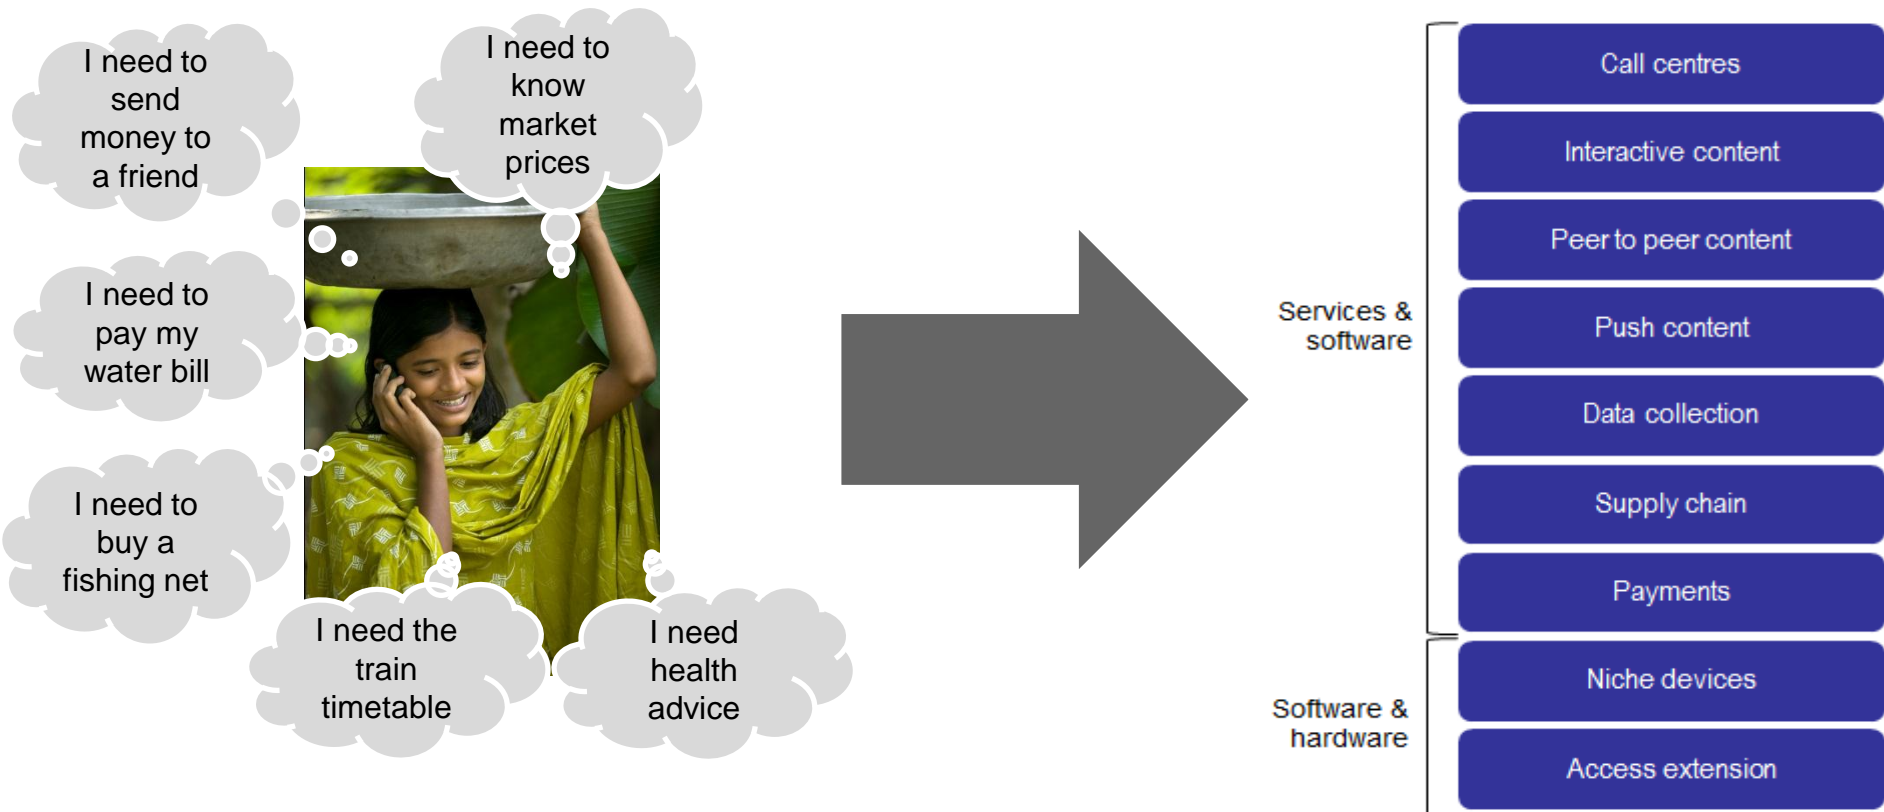 I need to
send
money to
a friend
I need to
know
market
prices
I need to
pay my
water bill
I need to
buy a
fishing net
I need the
train
timetable
I need
health
advice
Services &
software
Call centres
Interactive content
Peer to peer content
Push content
Data collection
Supply chain
Payments
Software &
hardware
Niche devices
Access extension